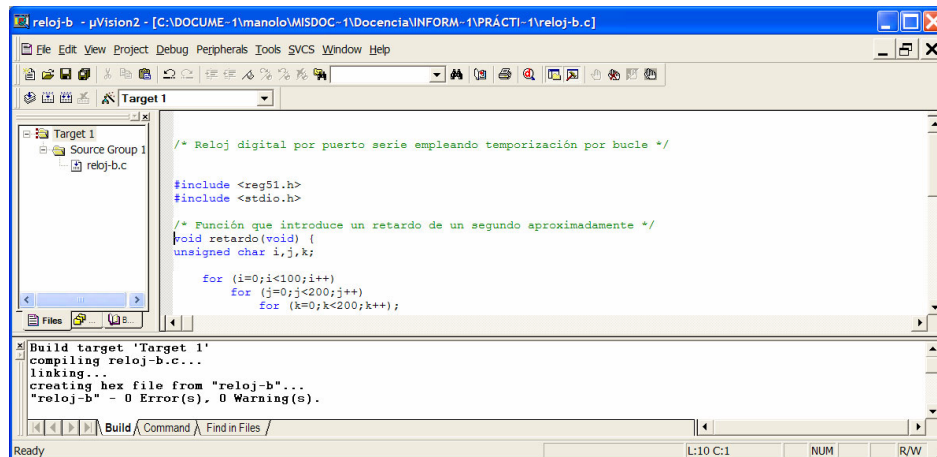 reloj-b - µVision2 - [C:\DOCUME~1\manolo\MISDOC~1\Docencia\INFORM~1\PRÁCTI~1\reloj-b.c]
File Edit View Project Debug Peripherals Tools SVCS Window Help
Target 1
Target 1
Source Group 1
reloj-b.c
Files
B...
/* Reloj digital por puerto serie empleando temporización por bucle */
#include <reg51.h>
#include <stdio.h>
/* Función que introduce un retardo de un segundo aproximadamente */
void retardo(void) {
unsigned char i,j,k;
for (i=0;i<100;i++)
for (j=0;j<200;j++)
for (k=0;k<200;k++);
Build target 'Target 1'
compiling reloj-b.c...
linking...
creating hex file from "reloj-b"...
"reloj-b" - 0 Error(s), 0 Warning(s).
Build Command Find in Files
Ready L:10 C:1 NUM R/W